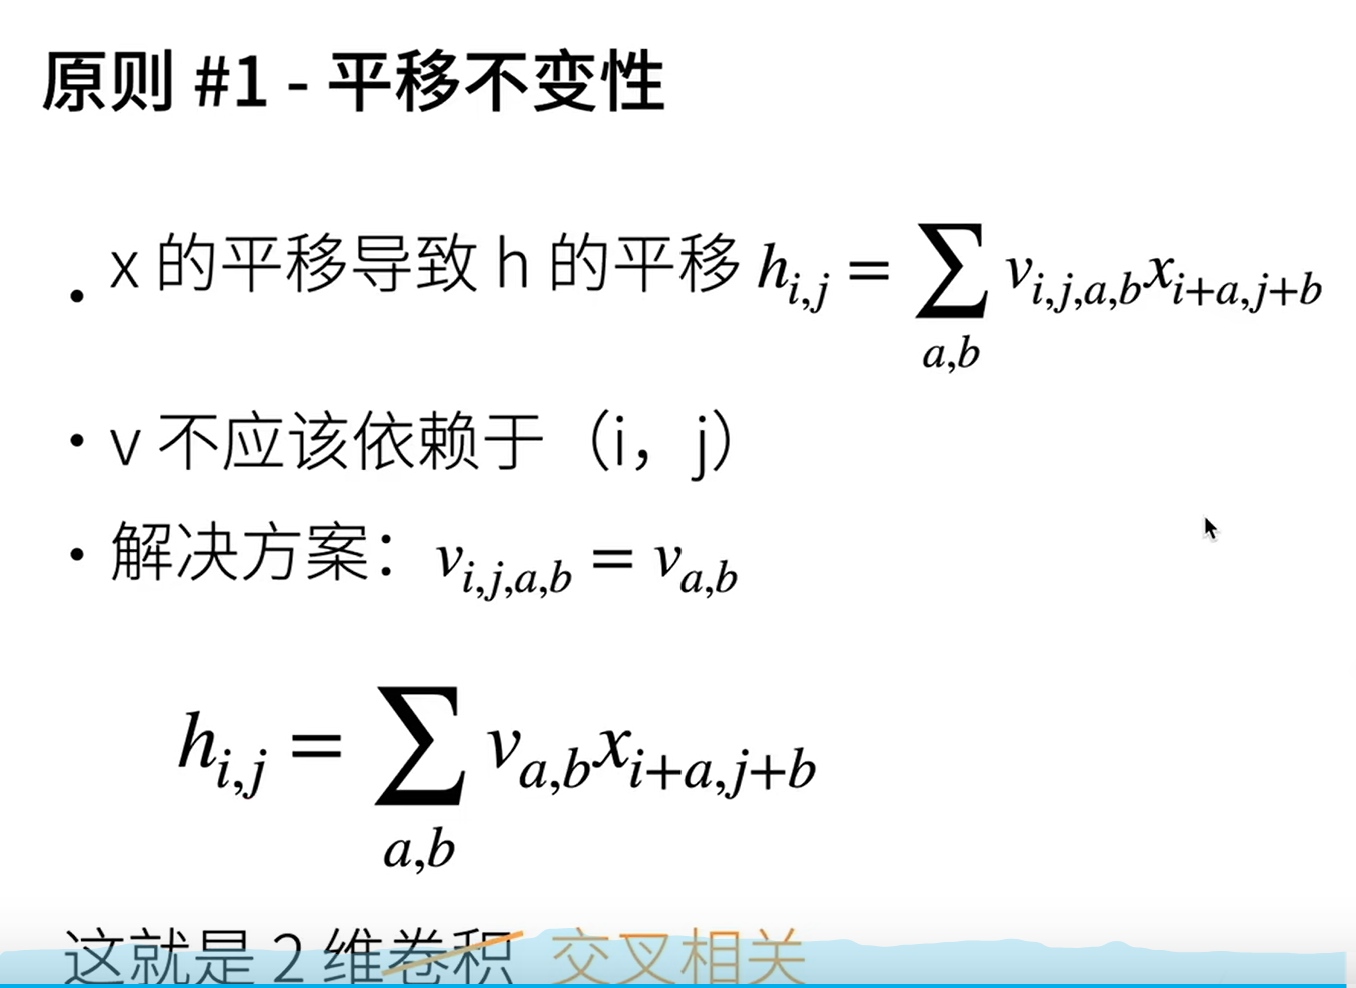 原则 #1 - 平移不变性
• x 的平移导致 h 的平移 h_{i,j} = ∑_{a,b} v_{i,j,a,b}x_{i+a,j+b}
• v 不应该依赖于（i，j）
• 解决方案：v_{i,j,a,b} = v_{a,b}
h_{i,j} = ∑_{a,b} v_{a,b}x_{i+a,j+b}
这就是 2 维卷积 交叉相关